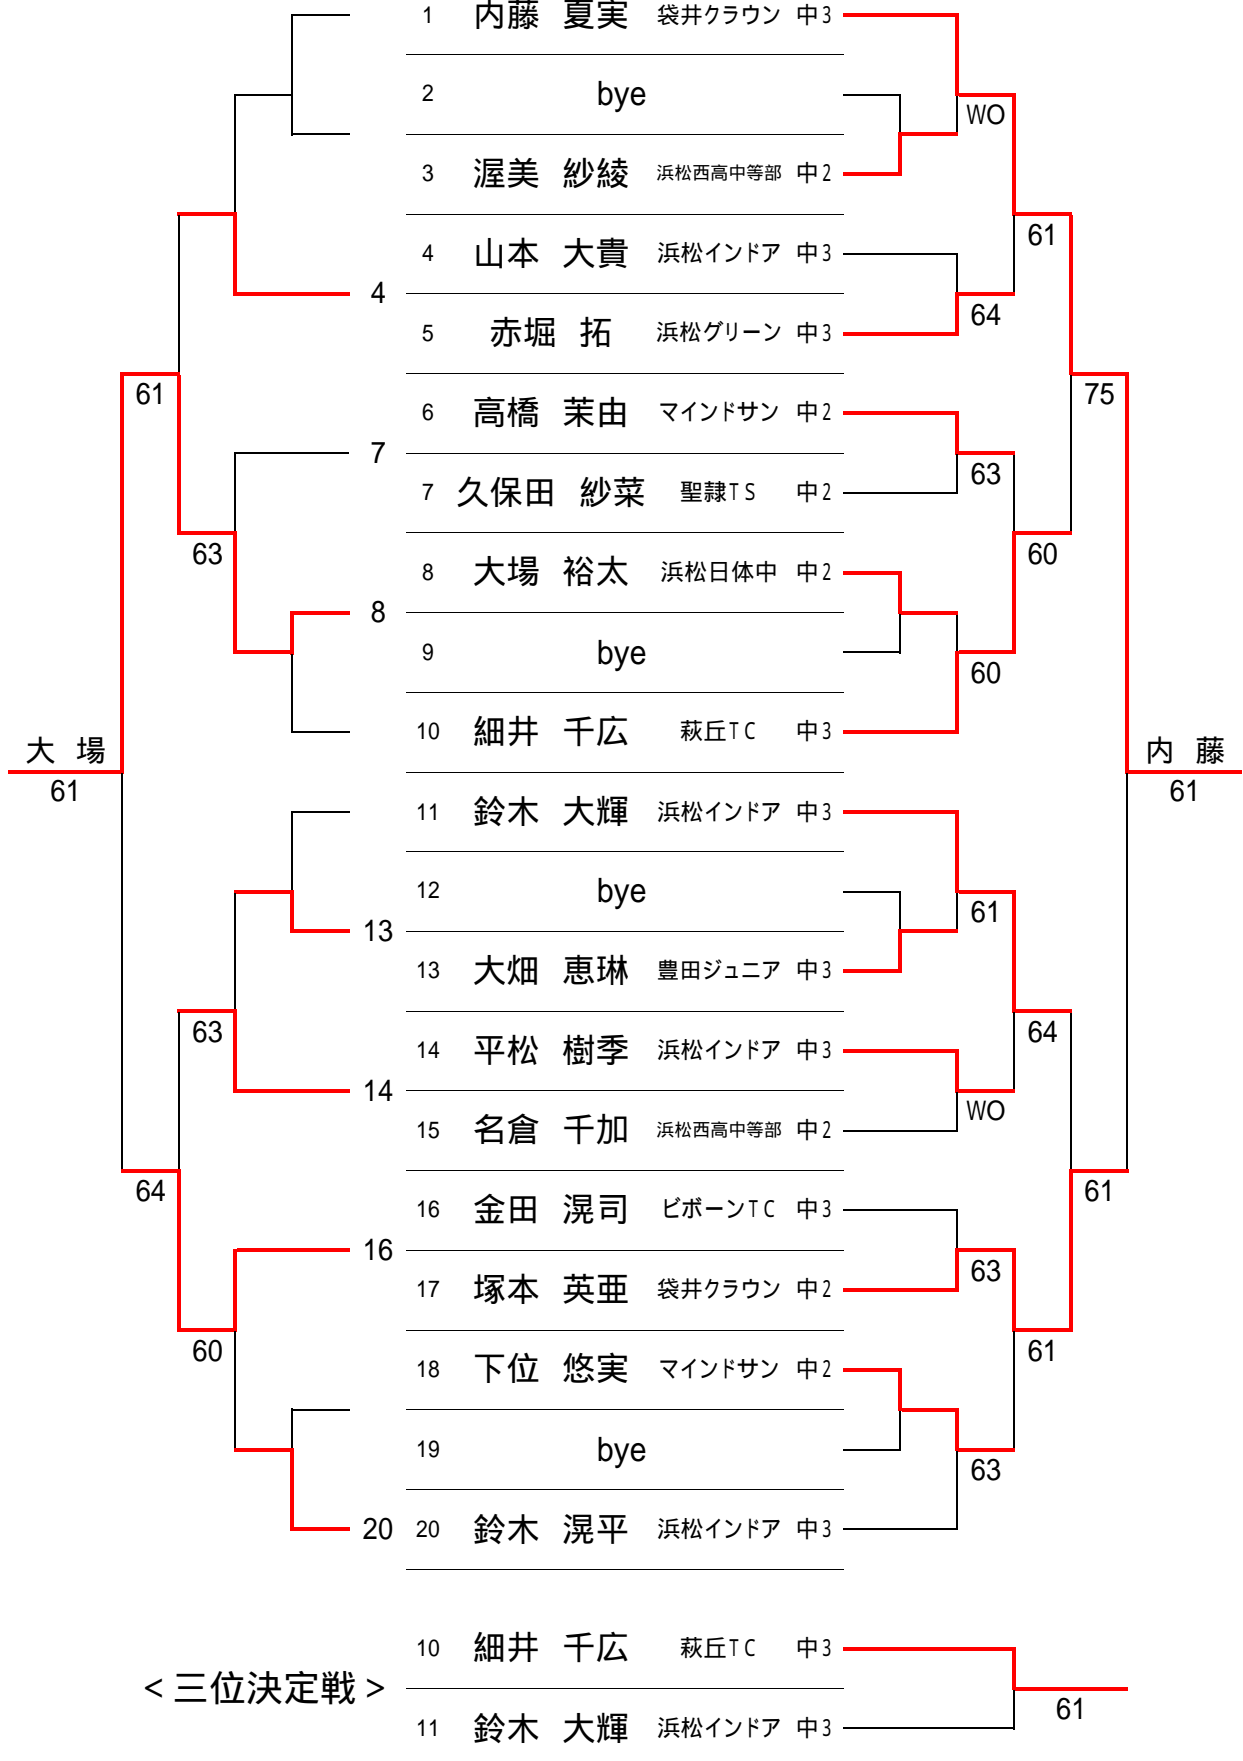 1 内藤 夏実 袋井クラウン 中3
2 bye
WO
3 渥美 紗綾 浜松西高中等部 中2
61
4 山本 大貴 浜松インドア 中3
4
64
5 赤堀 拓 浜松グリーン 中3
61
75
6 高橋 茉由 マインドサン 中2
7
63
7 久保田 紗菜 聖隷TS 中2
63
60
8 大場 裕太 浜松日体中 中2
8
9 bye
60
10 細井 千広 萩丘TC 中3
大 場
内 藤
61
61
11 鈴木 大輝 浜松インドア 中3
12 bye
61
13
13 大畑 恵琳 豊田ジュニア 中3
63
64
14 平松 樹季 浜松インドア 中3
14
WO
15 名倉 千加 浜松西高中等部 中2
64
61
16 金田 滉司 ビボーンTC 中3
16
63
17 塚本 英亜 袋井クラウン 中2
60
61
18 下位 悠実 マインドサン 中2
19 bye
63
20 20 鈴木 滉平 浜松インドア 中3
10 細井 千広 萩丘TC 中3
<三位決定戦>
61
11 鈴木 大輝 浜松インドア 中3